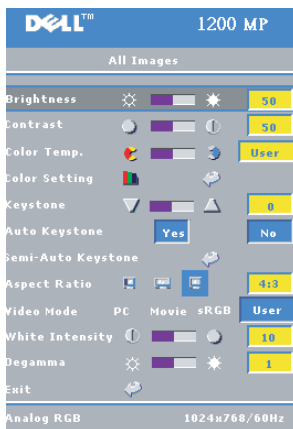 DELL™ 1200 MP
All Images
Brightness 50
Contrast 50
Color Temp. User
Color Setting
Keystone 0
Auto Keystone Yes No
Semi-Auto Keystone
Aspect Ratio 4:3
Video Mode PC Movie sRGB User
White Intensity 10
Degamma 1
Exit
Analog RGB 1024x768/60Hz